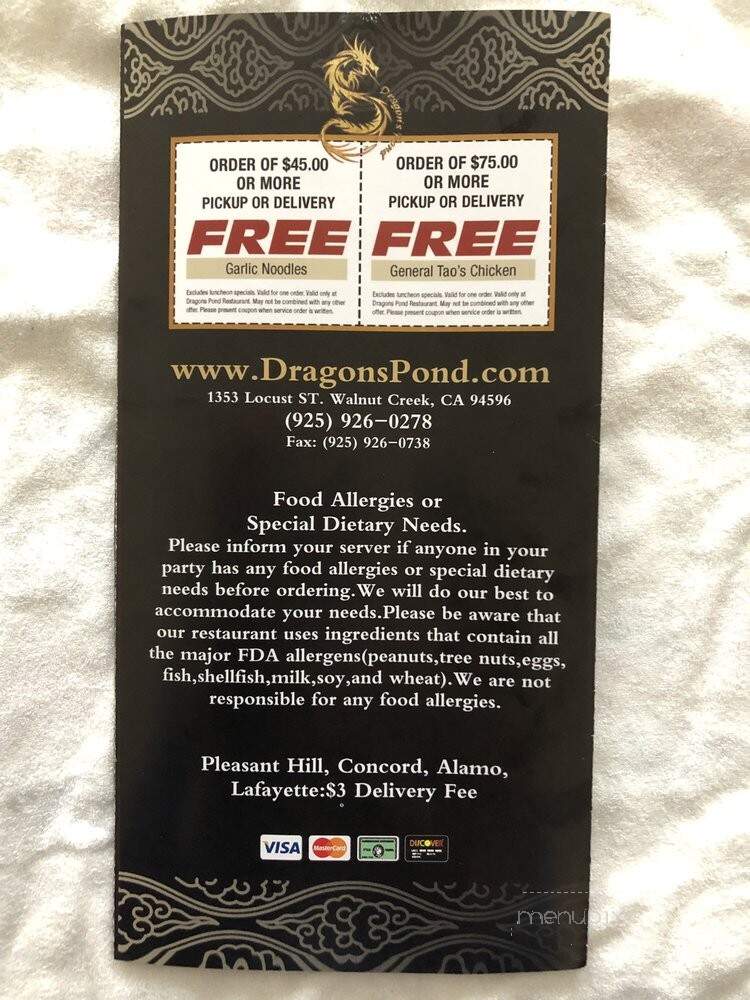 Dragon's Pond
ORDER OF $45.00
OR MORE
PICKUP OR DELIVERY
FREE
Garlic Noodles
Excludes luncheon specials. Valid for one order. Valid only at
Dragons Pond Restaurant. May not be combined with any other
offer. Please present coupon when service order is written.
ORDER OF $75.00
OR MORE
PICKUP OR DELIVERY
FREE
General Tao's Chicken
Excludes luncheon specials. Valid for one order. Valid only at
Dragons Pond Restaurant. May not be combined with any other
offer. Please present coupon when service order is written.
www.DragonsPond.com
1353 Locust ST. Walnut Creek, CA 94596
(925) 926-0278
Fax: (925) 926-0738
Food Allergies or
Special Dietary Needs.
Please inform your server if anyone in your
party has any food allergies or special dietary
needs before ordering.We will do our best to
accommodate your needs.Please be aware that
our restaurant uses ingredients that contain all
the major FDA allergens(peanuts,tree nuts,eggs,
fish,shellfish,milk,soy,and wheat).We are not
responsible for any food allergies.
Pleasant Hill, Concord, Alamo,
Lafayette:$3 Delivery Fee
VISA
MasterCard
DISCOVER